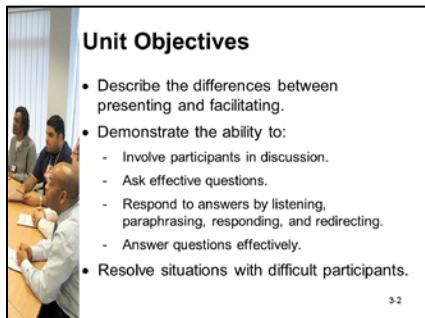 Unit Objectives
• Describe the differences between
presenting and facilitating.
• Demonstrate the ability to:
- Involve participants in discussion.
- Ask effective questions.
- Respond to answers by listening,
paraphrasing, responding, and redirecting.
- Answer questions effectively.
• Resolve situations with difficult participants.
3-2